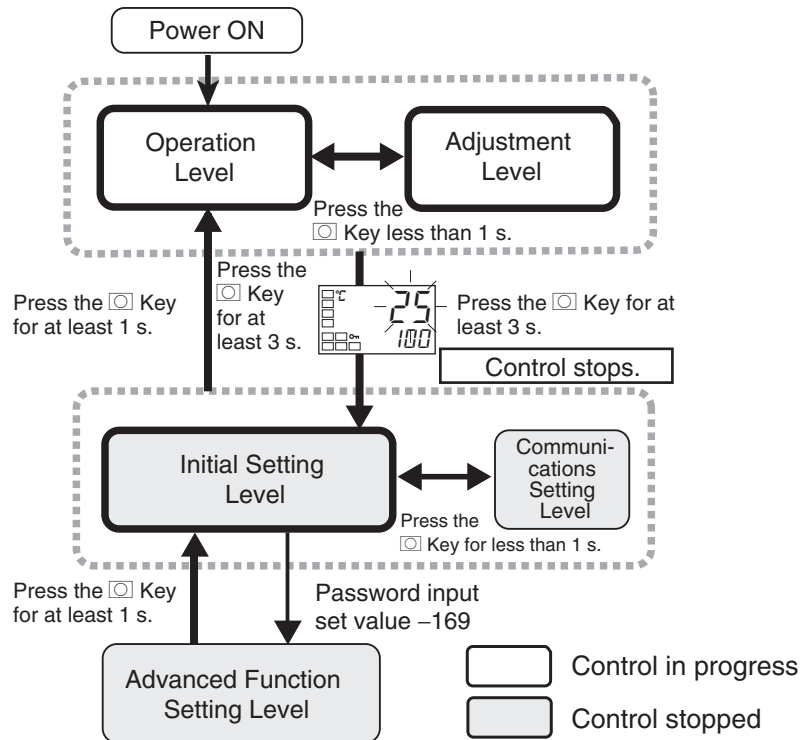 Power ON
Operation
Level
Adjustment
Level
Press the
Key less than 1 s.
Press the Key
for at least 1 s.
Press the
Key
for at
least 3 s.
°C
25
100
Press the Key for at
least 3 s.
Control stops.
Initial Setting
Level
Communi-
cations
Setting
Level
Press the
Key for less than 1 s.
Press the Key
for at least 1 s.
Password input
set value –169
Advanced Function
Setting Level
Control in progress
Control stopped